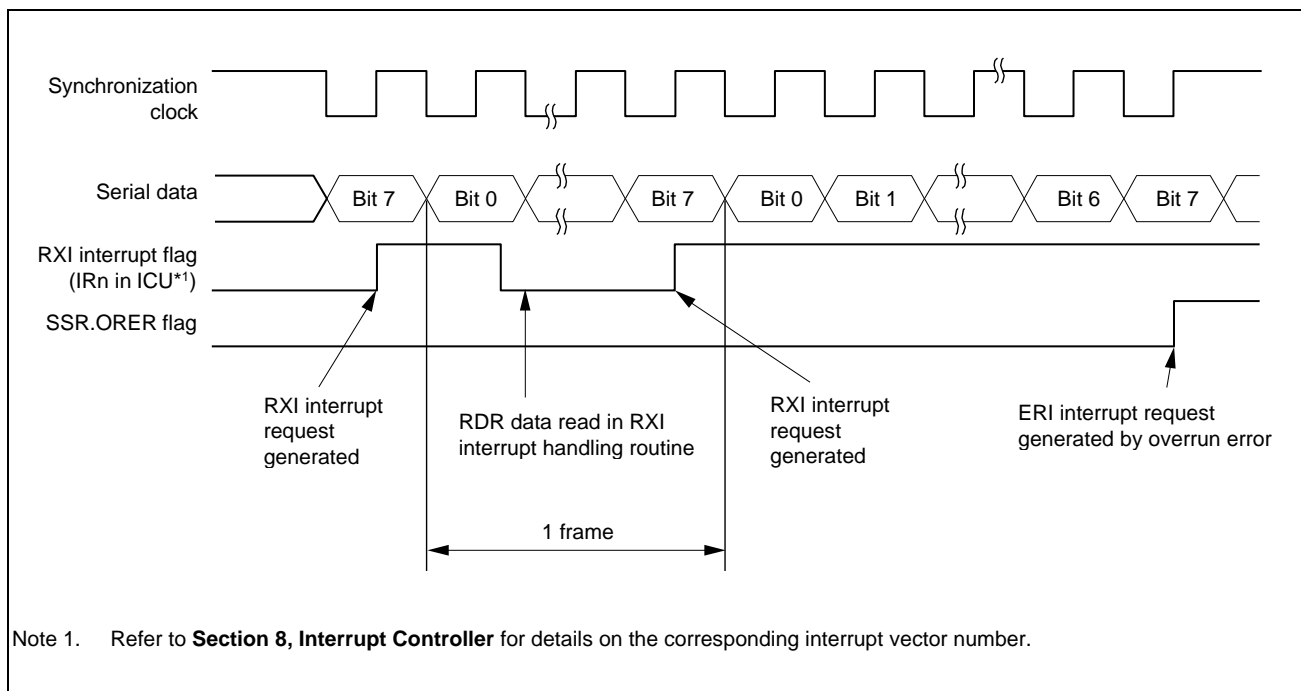 Synchronization
clock
Serial data
Bit 7 Bit 0 Bit 7 Bit 0 Bit 1 Bit 6 Bit 7
RXI interrupt flag
(IRn in ICU*1)
SSR.ORER flag
RXI interrupt
request
generated
RDR data read in RXI
interrupt handling routine
RXI interrupt
request
generated
ERI interrupt request
generated by overrun error
1 frame
Note 1. Refer to Section 8, Interrupt Controller for details on the corresponding interrupt vector number.